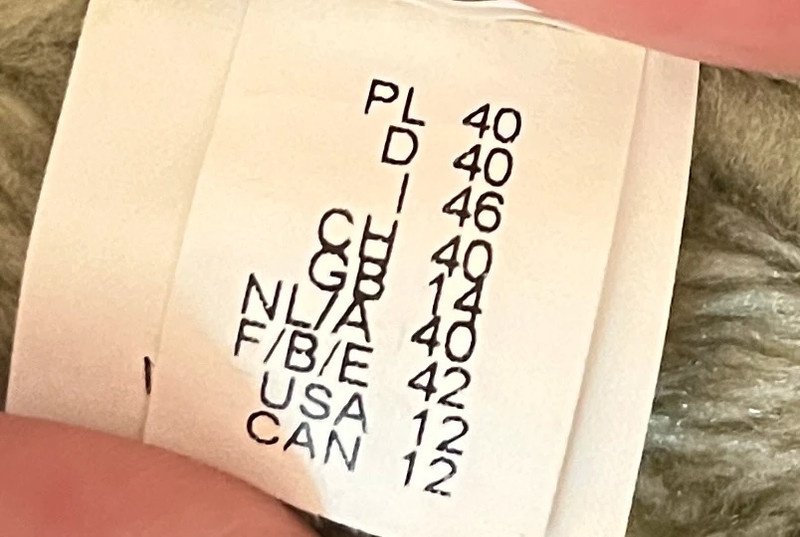 PL 40
D 40
I 46
CH 40
GB 14
NL/A 40
F/B/E 42
USA 12
CAN 12